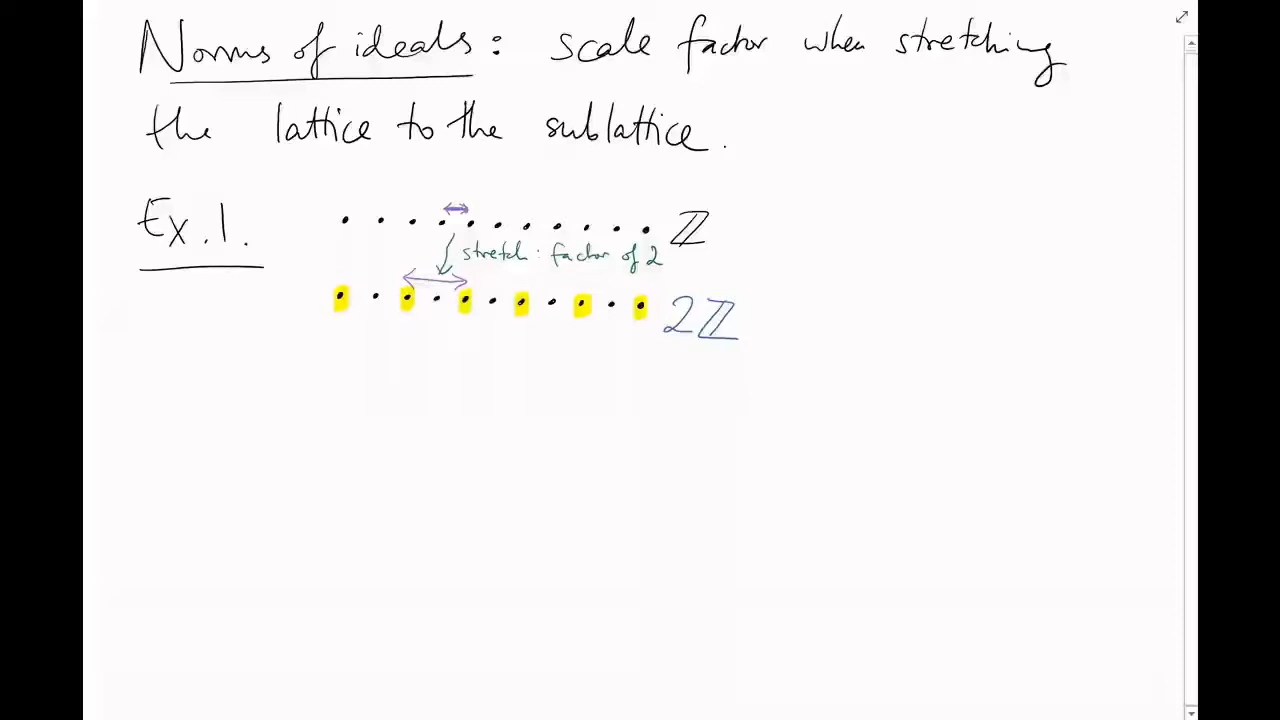 Norms of ideals: scale factor when stretching
the lattice to the sublattice.
Ex.1.
ℤ
stretch: factor of 2
2ℤ